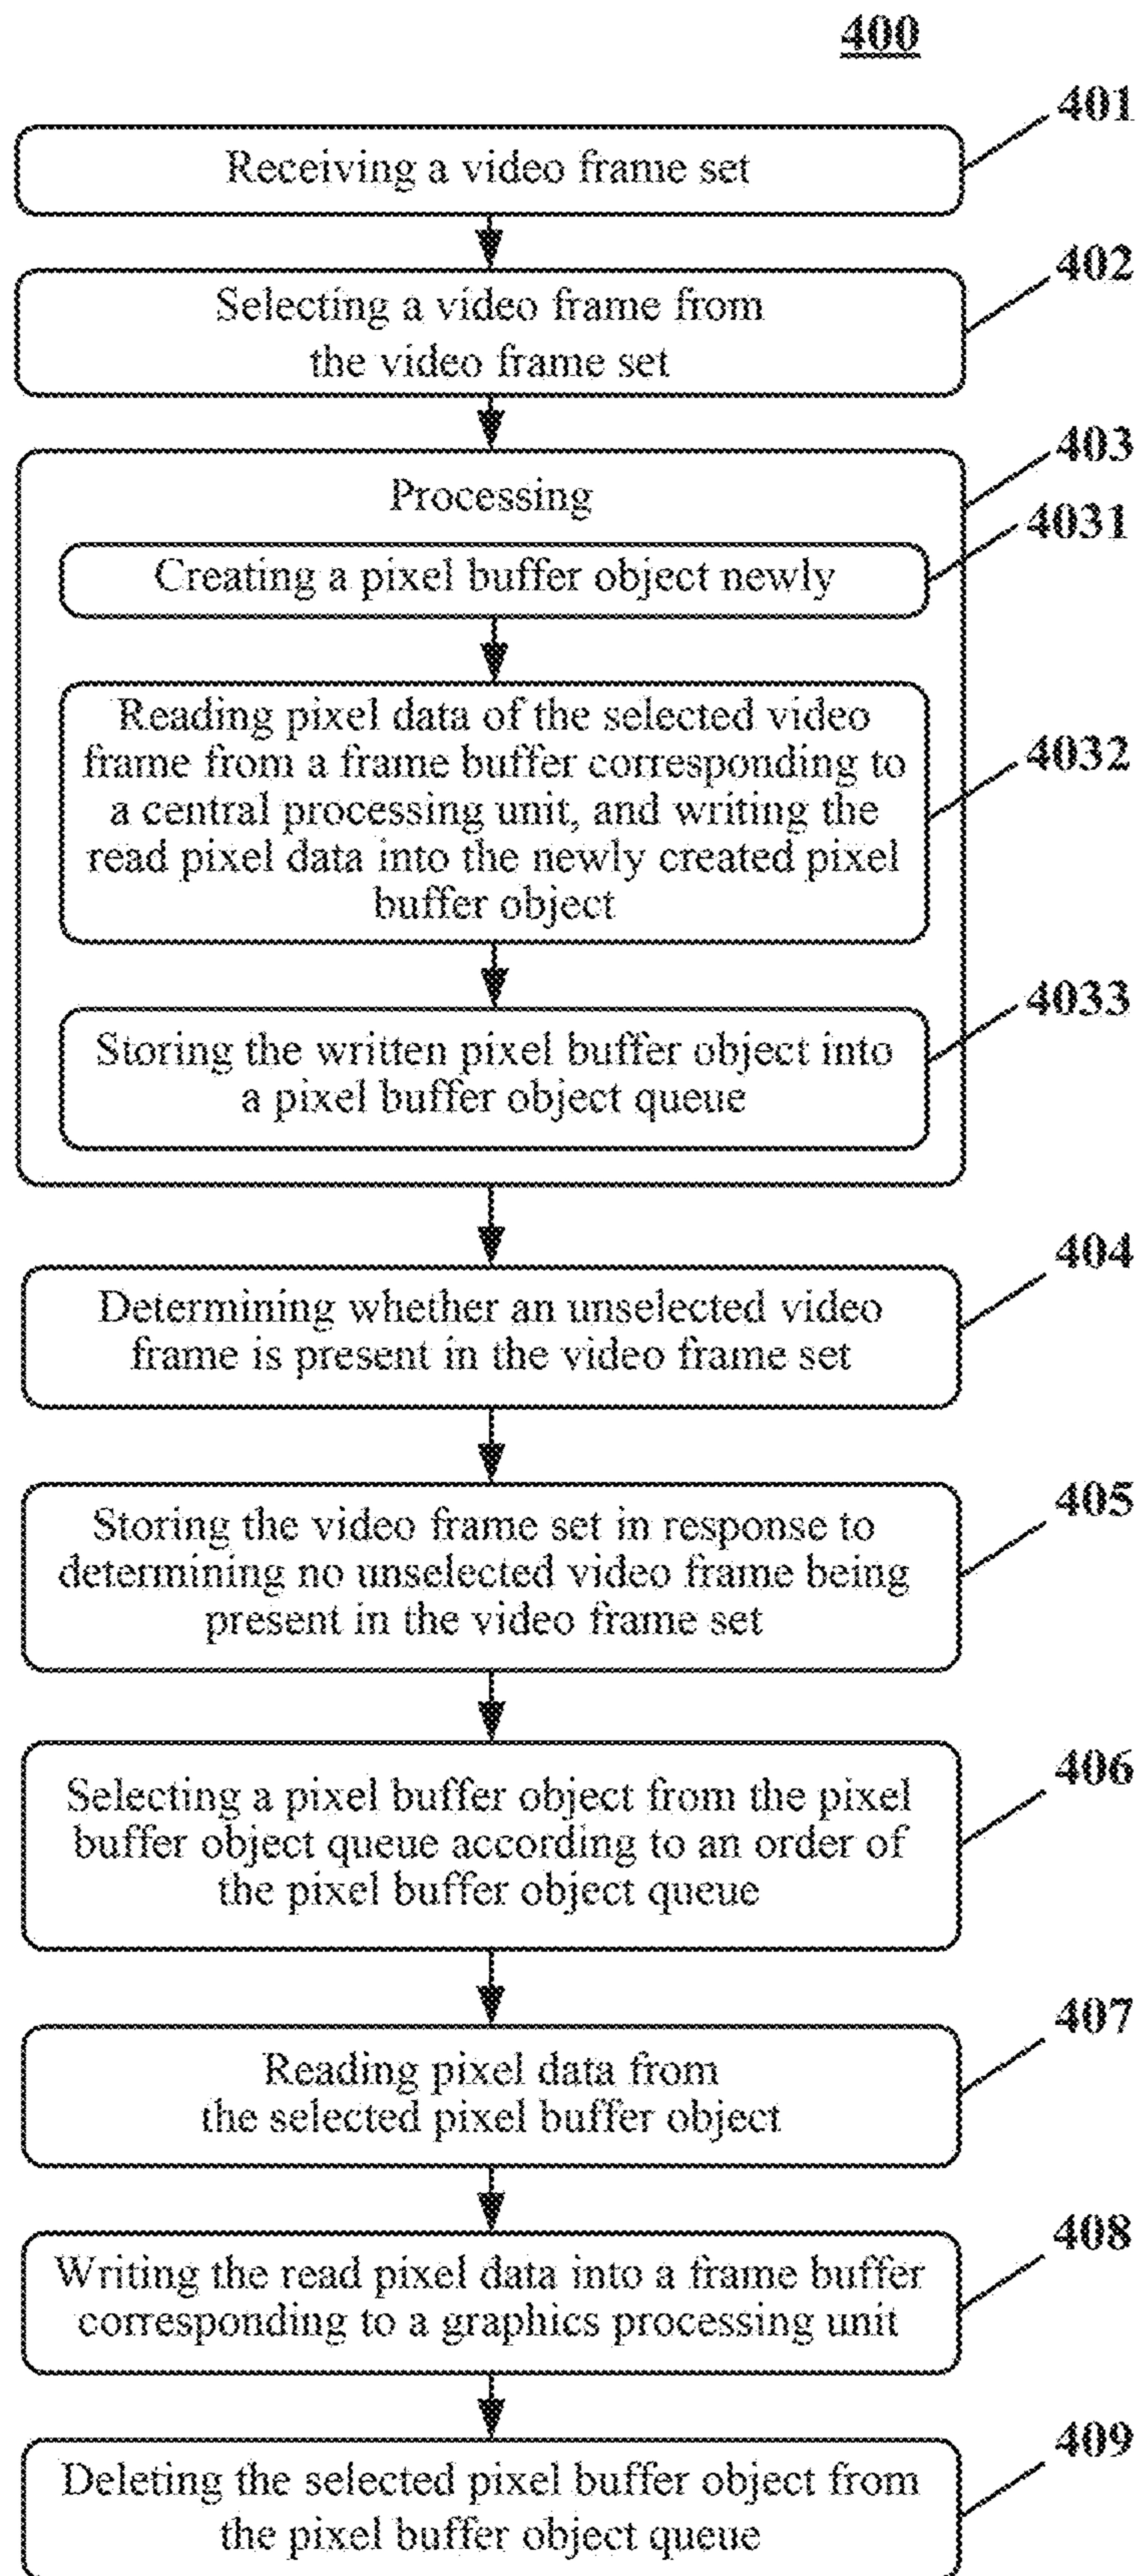 400
401
Receiving a video frame set
402
Selecting a video frame from
the video frame set
403
Processing
4031
Creating a pixel buffer object newly
Reading pixel data of the selected video
frame from a frame buffer corresponding to
4032
a central processing unit, and writing the
read pixel data into the newly created pixel
buffer object
4033
Storing the written pixel buffer object into
a pixel buffer object queue
404
Determining whether an unselected video
frame is present in the video frame set
405
Storing the video frame set in response to
determining no unselected video frame being
present in the video frame set
406
Selecting a pixel buffer object from the pixel
buffer object queue according to an order of
the pixel buffer object queue
407
Reading pixel data from
the selected pixel buffer object
408
Writing the read pixel data into a frame buffer
corresponding to a graphics processing unit
409
Deleting the selected pixel buffer object from
the pixel buffer object queue